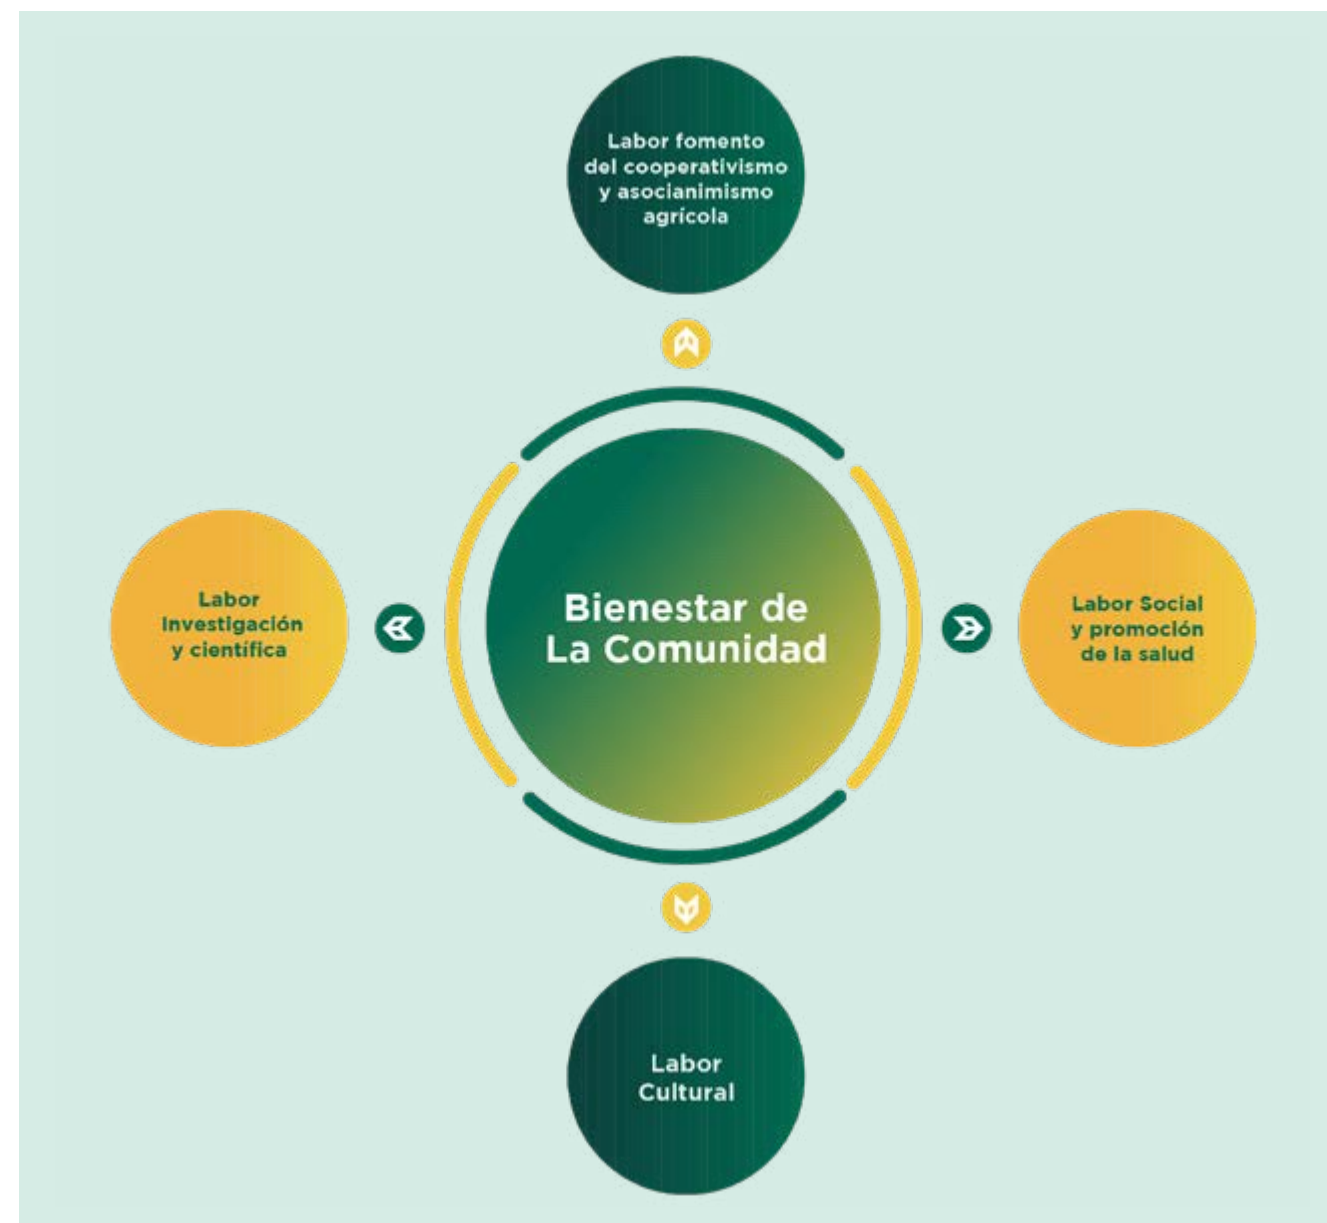 Labor fomento
del cooperativismo
y asocianimismo
agrícola
Labor
Investigación
y científica
Bienestar de
La Comunidad
Labor Social
y promoción
de la salud
Labor
Cultural